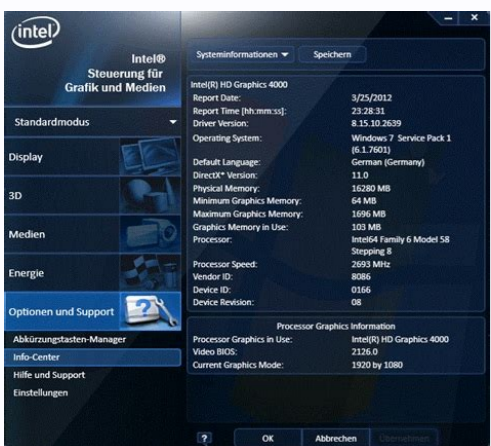 intel
Intel®
Steuerung für
Grafik und Medien
Standardmodus
Display
3D
Medien
Energie
Optionen und Support
Abkürzungstasten-Manager
Info-Center
Hilfe und Support
Einstellungen
Systeminformationen Speichern
Intel(R) HD Graphics 4000
Report Date: 3/25/2012
Report Time [hh:mm:ss]: 23:28:31
Driver Version: 8.15.10.2639
Operating System: Windows 7 Service Pack 1
(6.1.7601)
Default Language: German (Germany)
DirectX* Version: 11.0
Physical Memory: 16280 MB
Minimum Graphics Memory: 64 MB
Maximum Graphics Memory: 1696 MB
Graphics Memory in Use: 103 MB
Processor: Intel64 Family 6 Model 58
Stepping 8
Processor Speed: 2693 MHz
Vendor ID: 8086
Device ID: 0166
Device Revision: 08
Processor Graphics Information
Processor Graphics in Use: Intel(R) HD Graphics 4000
Video BIOS: 2126.0
Current Graphics Mode: 1920 by 1080
? OK Abbrechen Übernehmen